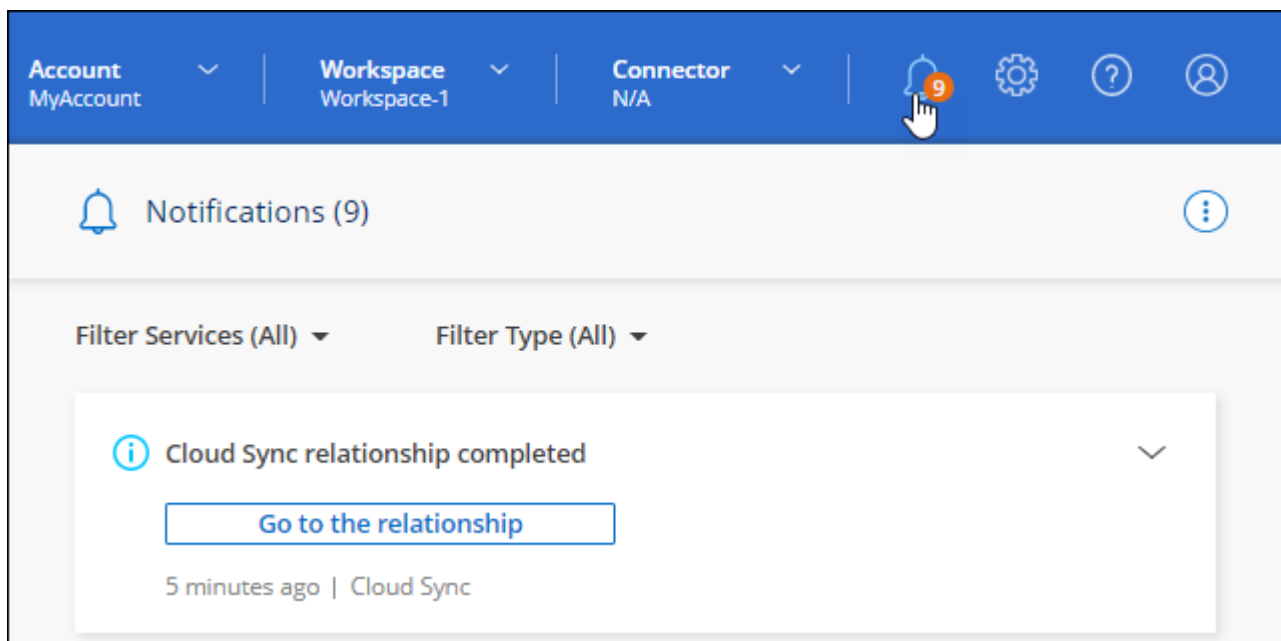 Account
MyAccount
Workspace
Workspace-1
Connector
N/A
9
?
Notifications (9)
Filter Services (All)
Filter Type (All)
i
Cloud Sync relationship completed
Go to the relationship
5 minutes ago | Cloud Sync